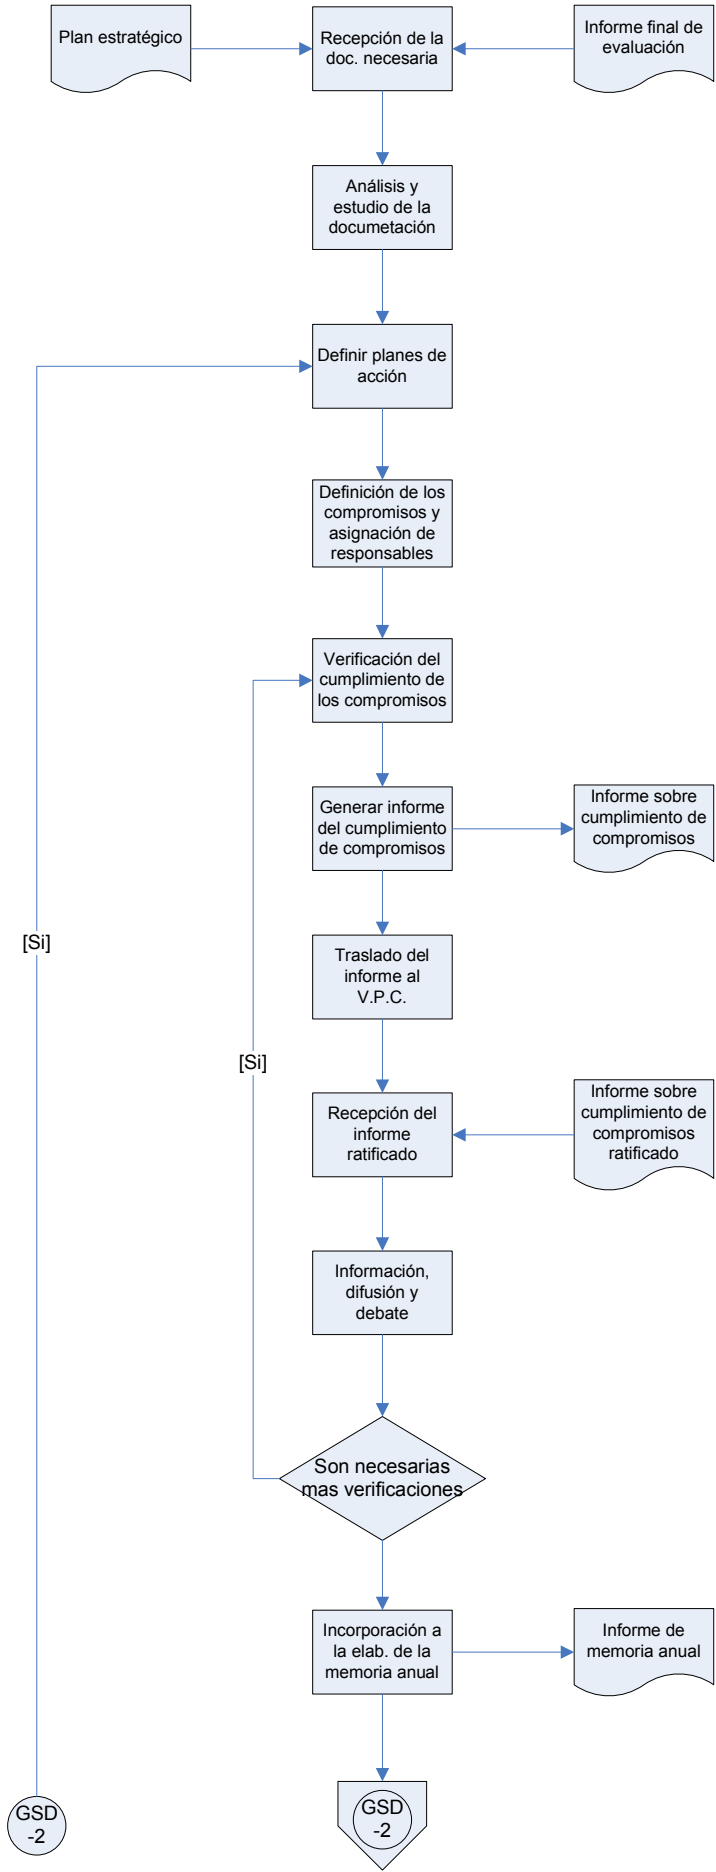 Plan estratégico
Recepción de la
doc. necesaria
Informe final de
evaluación
Análisis y
estudio de la
documetación
Definir planes de
acción
Definición de los
compromisos y
asignación de
responsables
Verificación del
cumplimiento de
los compromisos
Generar informe
del cumplimiento
de compromisos
Informe sobre
cumplimiento de
compromisos
[Si]
Traslado del
informe al
V.P.C.
[Si]
Recepción del
informe
ratificado
Informe sobre
cumplimiento de
compromisos
ratificado
Información,
difusión y
debate
Son necesarias
mas verificaciones
Incorporación a
la elab. de la
memoria anual
Informe de
memoria anual
GSD
-2
GSD
-2